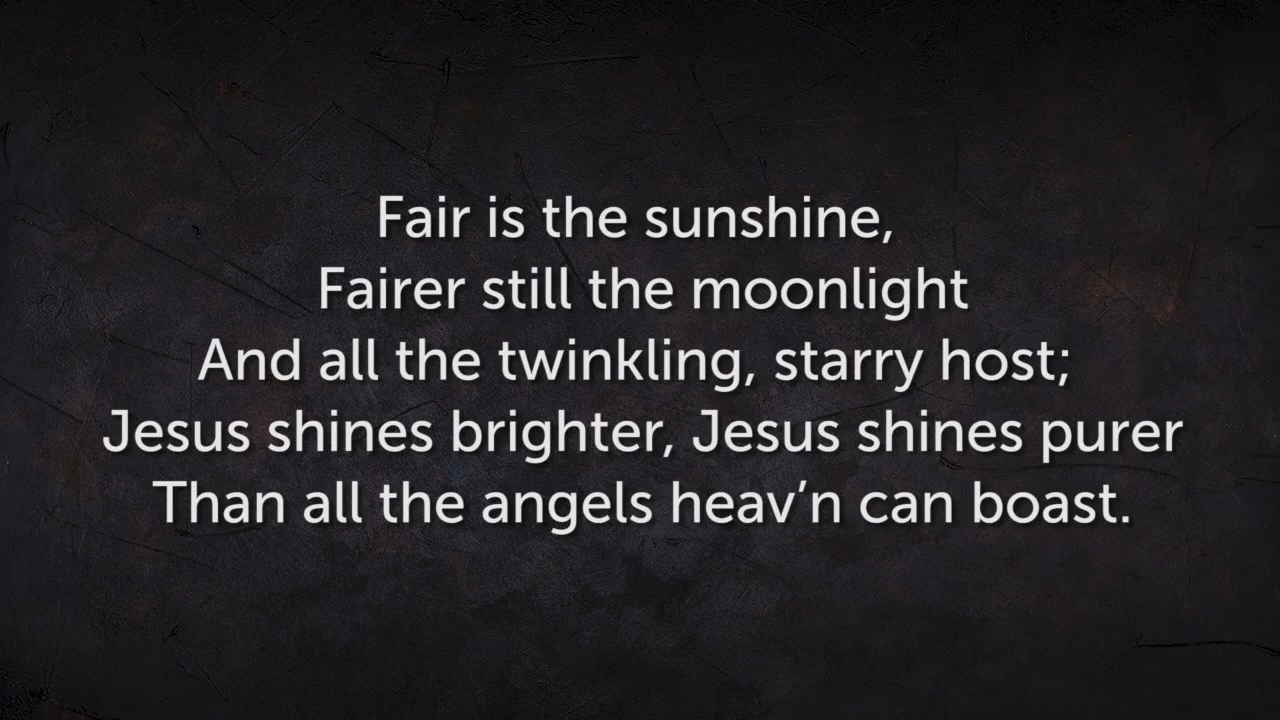 Fair is the sunshine,
Fairer still the moonlight
And all the twinkling, starry host;
Jesus shines brighter, Jesus shines purer
Than all the angels heav’n can boast.